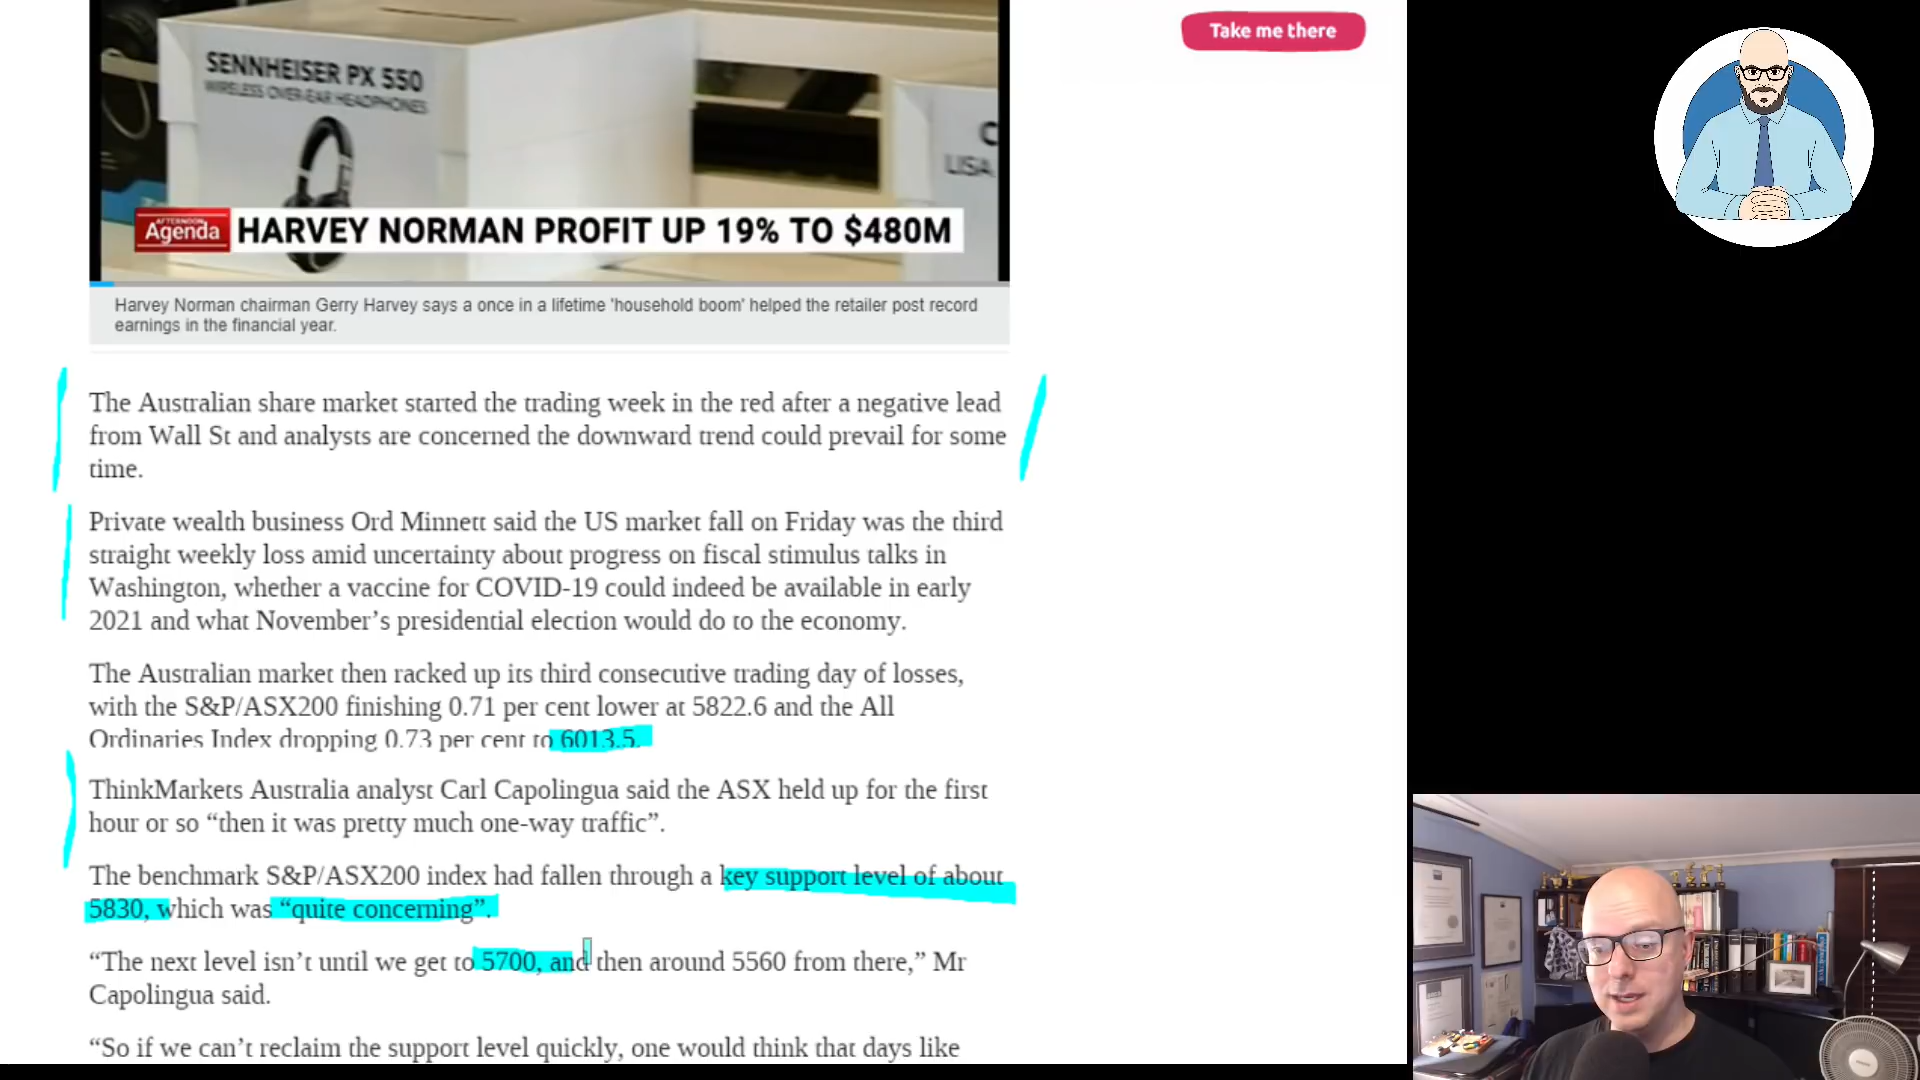 Take me there
SENNHEISER PX 550
WIRELESS OVER-EAR HEADPHONES
C
LISA
AFTERNOON
Agenda
HARVEY NORMAN PROFIT UP 19% TO $480M
Harvey Norman chairman Gerry Harvey says a once in a lifetime 'household boom' helped the retailer post record
earnings in the financial year.
The Australian share market started the trading week in the red after a negative lead
from Wall St and analysts are concerned the downward trend could prevail for some
time.
Private wealth business Ord Minnett said the US market fall on Friday was the third
straight weekly loss amid uncertainty about progress on fiscal stimulus talks in
Washington, whether a vaccine for COVID-19 could indeed be available in early
2021 and what November’s presidential election would do to the economy.
The Australian market then racked up its third consecutive trading day of losses,
with the S&P/ASX200 finishing 0.71 per cent lower at 5822.6 and the All
Ordinaries Index dropping 0.73 per cent to 6013.5.
ThinkMarkets Australia analyst Carl Capolingua said the ASX held up for the first
hour or so “then it was pretty much one-way traffic”.
The benchmark S&P/ASX200 index had fallen through a key support level of about
5830, which was “quite concerning”.
“The next level isn’t until we get to 5700, and then around 5560 from there,” Mr
Capolingua said.
“So if we can’t reclaim the support level quickly, one would think that days like